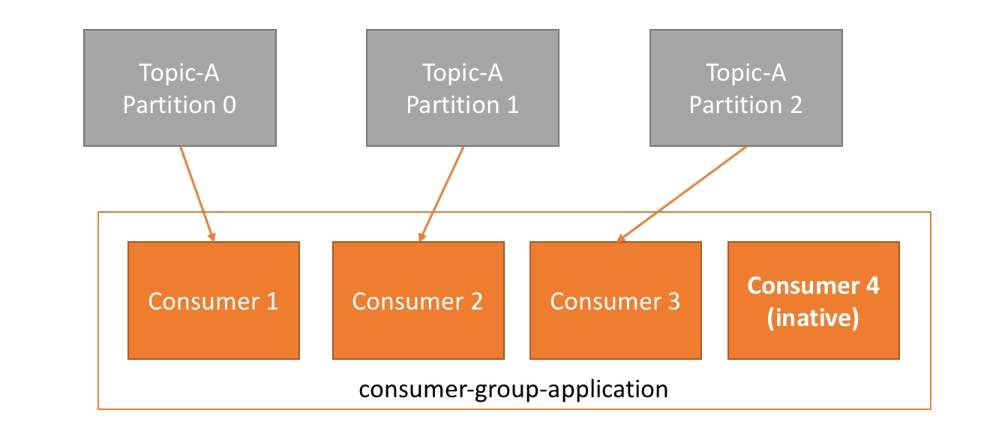 Topic-A
Partition 0
Topic-A
Partition 1
Topic-A
Partition 2
Consumer 1
Consumer 2
Consumer 3
Consumer 4
(inative)
consumer-group-application